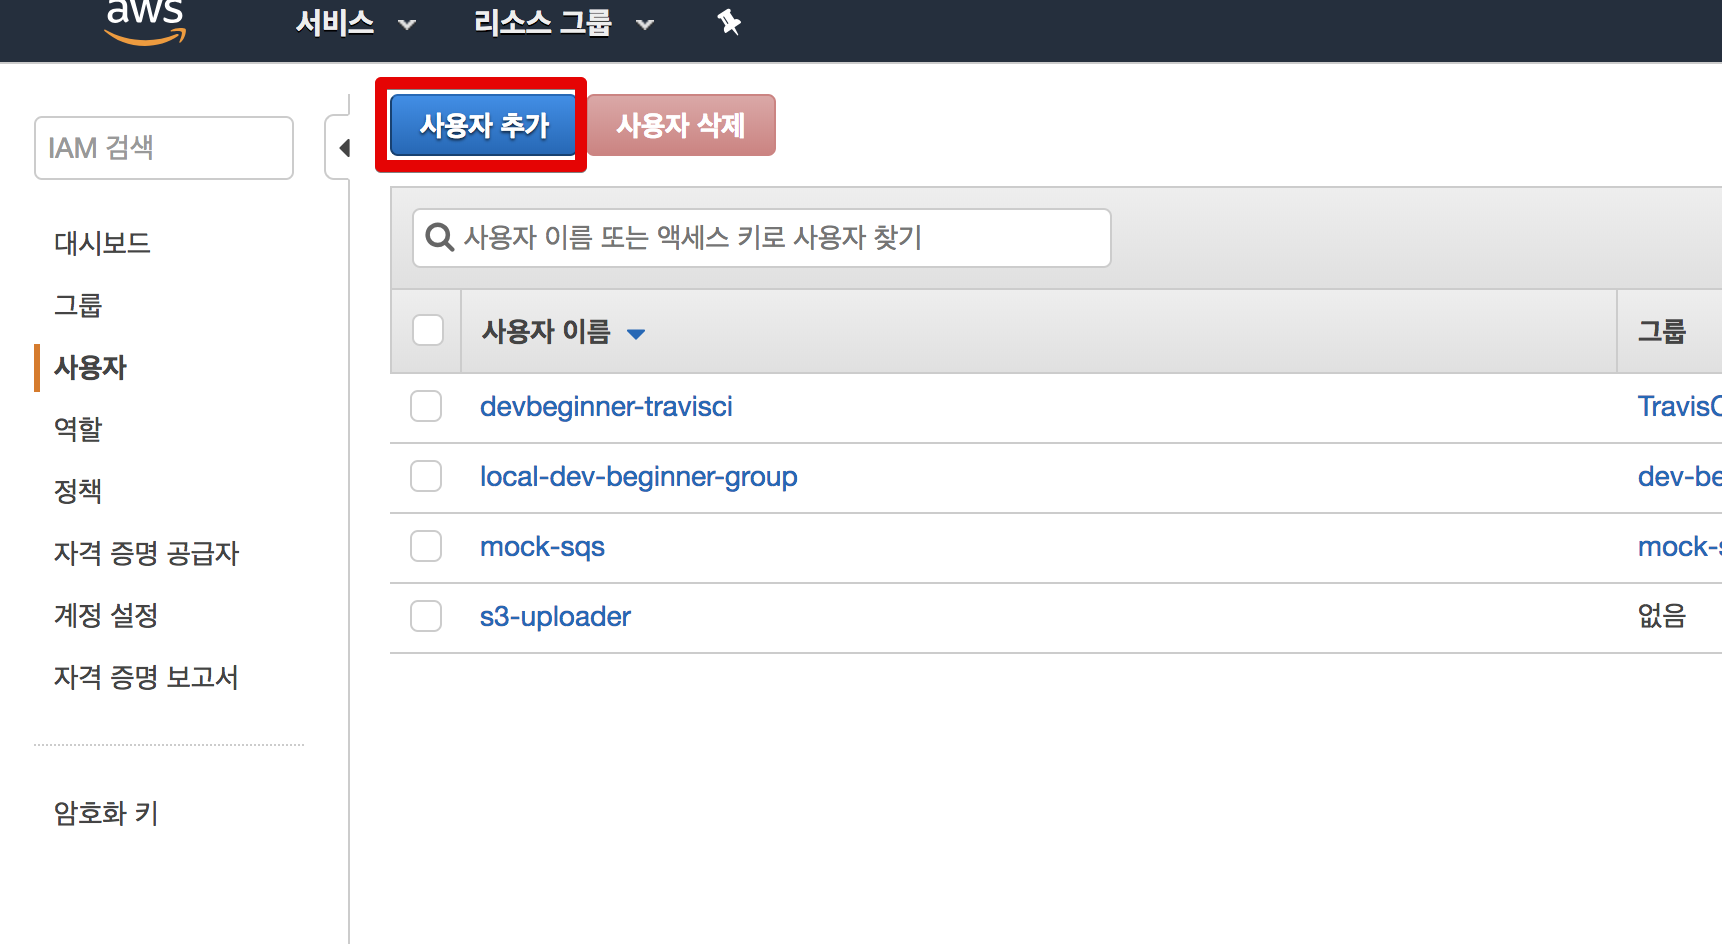 aws
서비스
리소스 그룹
IAM 검색
대시보드
그룹
사용자
역할
정책
자격 증명 공급자
계정 설정
자격 증명 보고서
암호화 키
사용자 추가
사용자 삭제
사용자 이름 또는 액세스 키로 사용자 찾기
사용자 이름 그룹
devbeginner-travisci
local-dev-beginner-group dev-be
mock-sqs mock-s
s3-uploader 없음